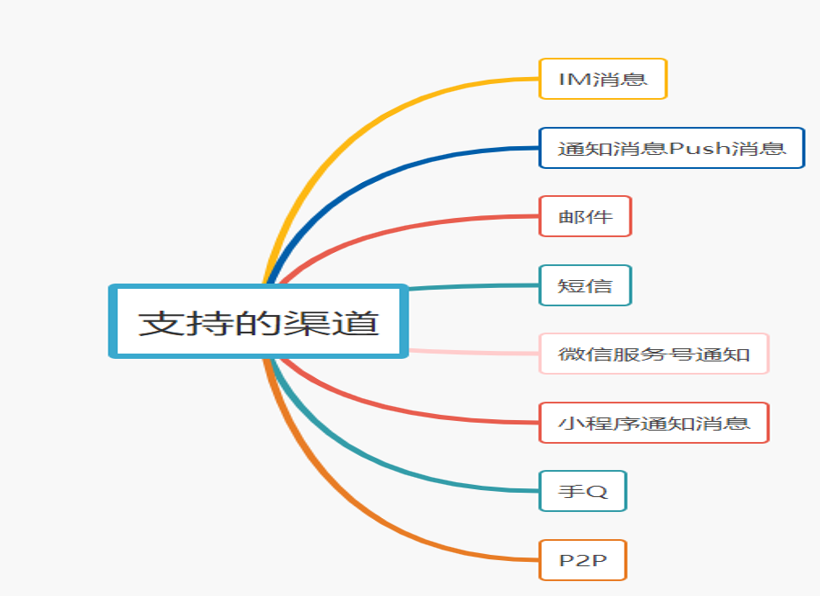 IM消息
通知消息Push消息
邮件
短信
支持的渠道
微信服务号通知
小程序通知消息
手Q
P2P